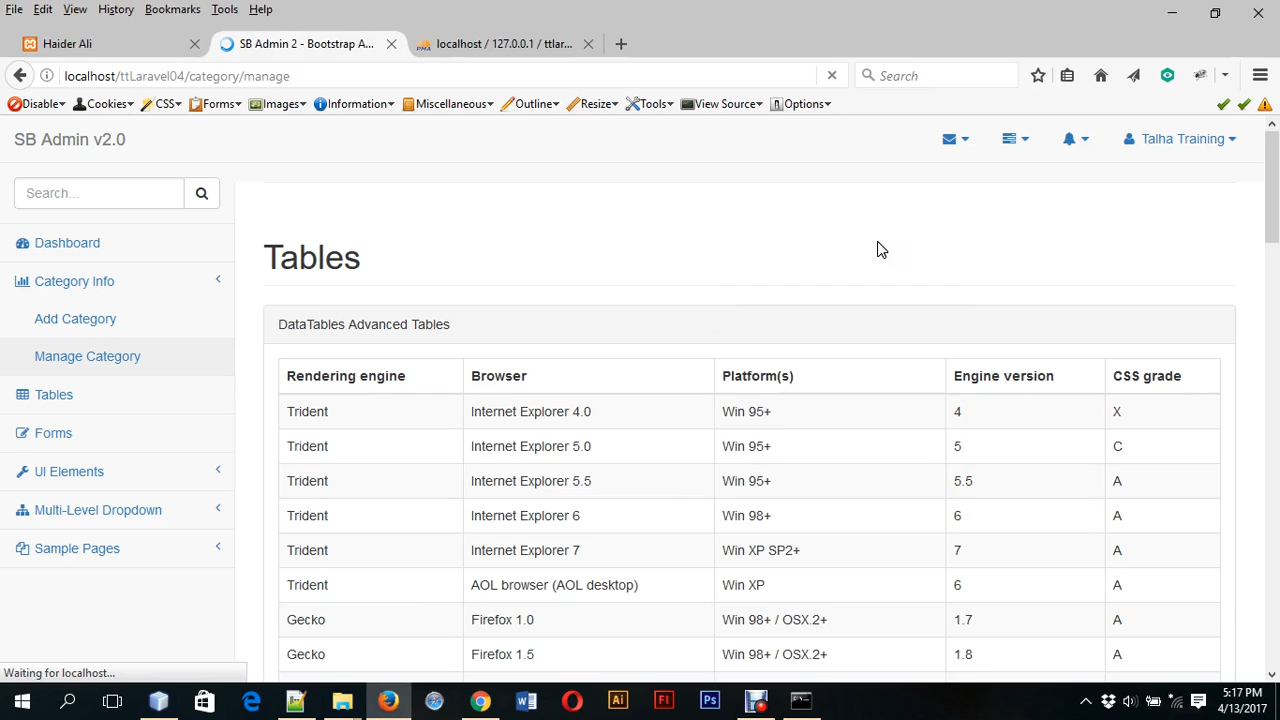 File Edit View History Bookmarks Tools Help
Haider Ali
SB Admin 2 - Bootstrap A...
localhost / 127.0.0.1 / ttlar...
localhost/ttLaravel04/category/manage
Search
Disable Cookies CSS Forms Images Information Miscellaneous Outline Resize Tools View Source Options
SB Admin v2.0
Talha Training
Search...
Dashboard
Category Info
Add Category
Manage Category
Tables
Forms
UI Elements
Multi-Level Dropdown
Sample Pages
Tables
DataTables Advanced Tables
Rendering engine Browser Platform(s) Engine version CSS grade
Trident Internet Explorer 4.0 Win 95+ 4 X
Trident Internet Explorer 5.0 Win 95+ 5 C
Trident Internet Explorer 5.5 Win 95+ 5.5 A
Trident Internet Explorer 6 Win 98+ 6 A
Trident Internet Explorer 7 Win XP SP2+ 7 A
Trident AOL browser (AOL desktop) Win XP 6 A
Gecko Firefox 1.0 Win 98+ / OSX.2+ 1.7 A
Gecko Firefox 1.5 Win 98+ / OSX.2+ 1.8 A
Waiting for localhost...
Ai
Fl
Ps
5:17 PM
4/13/2017